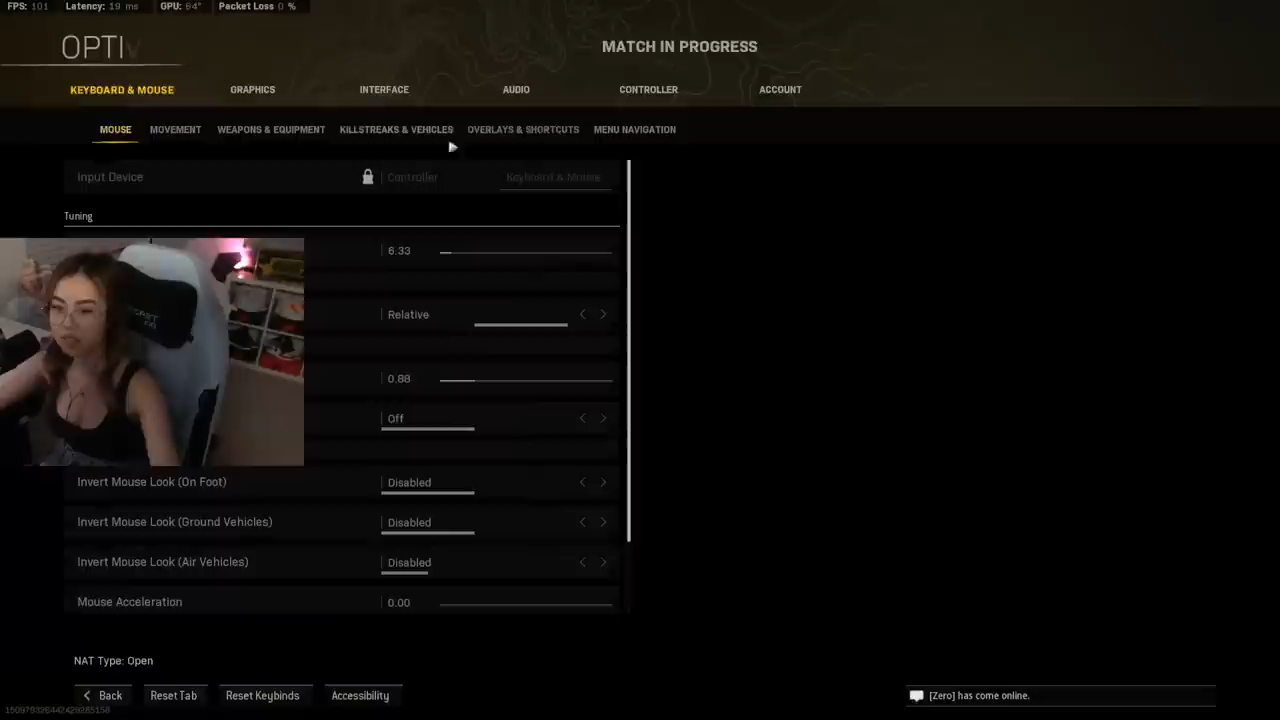 FPS: 101 Latency: 19 ms GPU: 64° Packet Loss 0 %
OPTI
MATCH IN PROGRESS
KEYBOARD & MOUSE GRAPHICS INTERFACE AUDIO CONTROLLER ACCOUNT
MOUSE MOVEMENT WEAPONS & EQUIPMENT KILLSTREAKS & VEHICLES OVERLAYS & SHORTCUTS MENU NAVIGATION
Input Device Controller Keyboard & Mouse
Tuning
6.33
Relative
0.88
Off
Invert Mouse Look (On Foot) Disabled
Invert Mouse Look (Ground Vehicles) Disabled
Invert Mouse Look (Air Vehicles) Disabled
Mouse Acceleration 0.00
NAT Type: Open
Back Reset Tab Reset Keybinds Accessibility
[Zero] has come online.